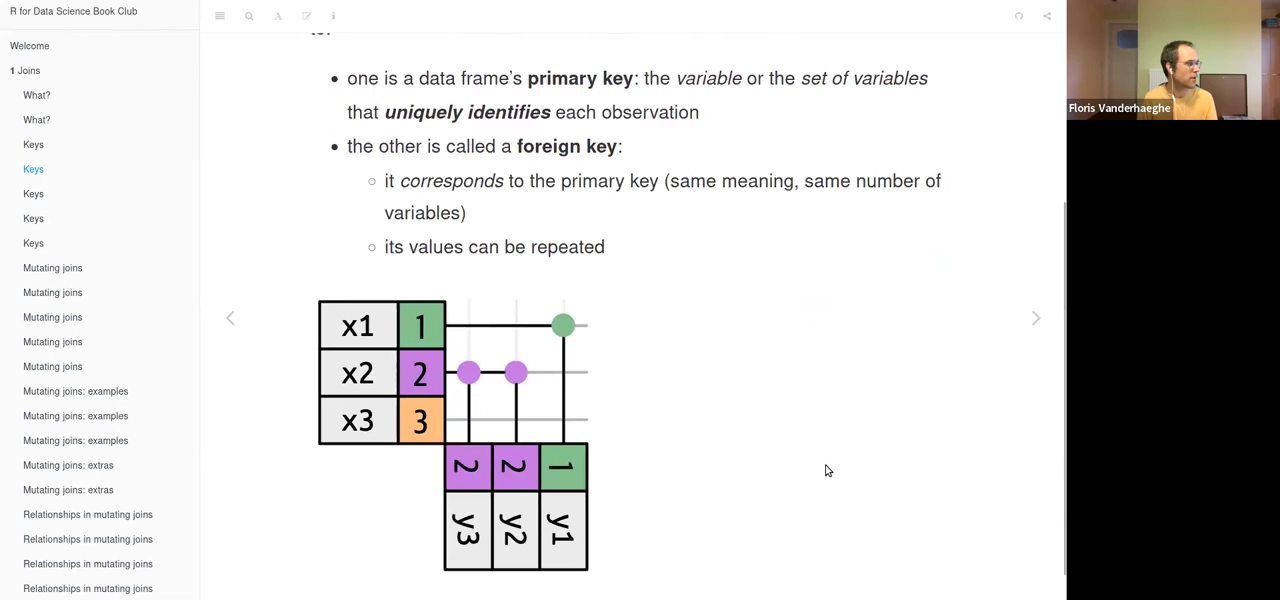 R for Data Science Book Club
Welcome
1 Joins
What?
What?
Keys
Keys
Keys
Keys
Keys
Mutating joins
Mutating joins
Mutating joins
Mutating joins
Mutating joins
Mutating joins: examples
Mutating joins: examples
Mutating joins: examples
Mutating joins: extras
Mutating joins: extras
Relationships in mutating joins
Relationships in mutating joins
Relationships in mutating joins
Relationships in mutating joins
• one is a data frame's primary key: the variable or the set of variables
that uniquely identifies each observation
• the other is called a foreign key:
○ it corresponds to the primary key (same meaning, same number of
variables)
○ its values can be repeated
x1 1
x2 2
x3 3
2 2 1
y3 y2 y1
Floris Vanderhaeghe